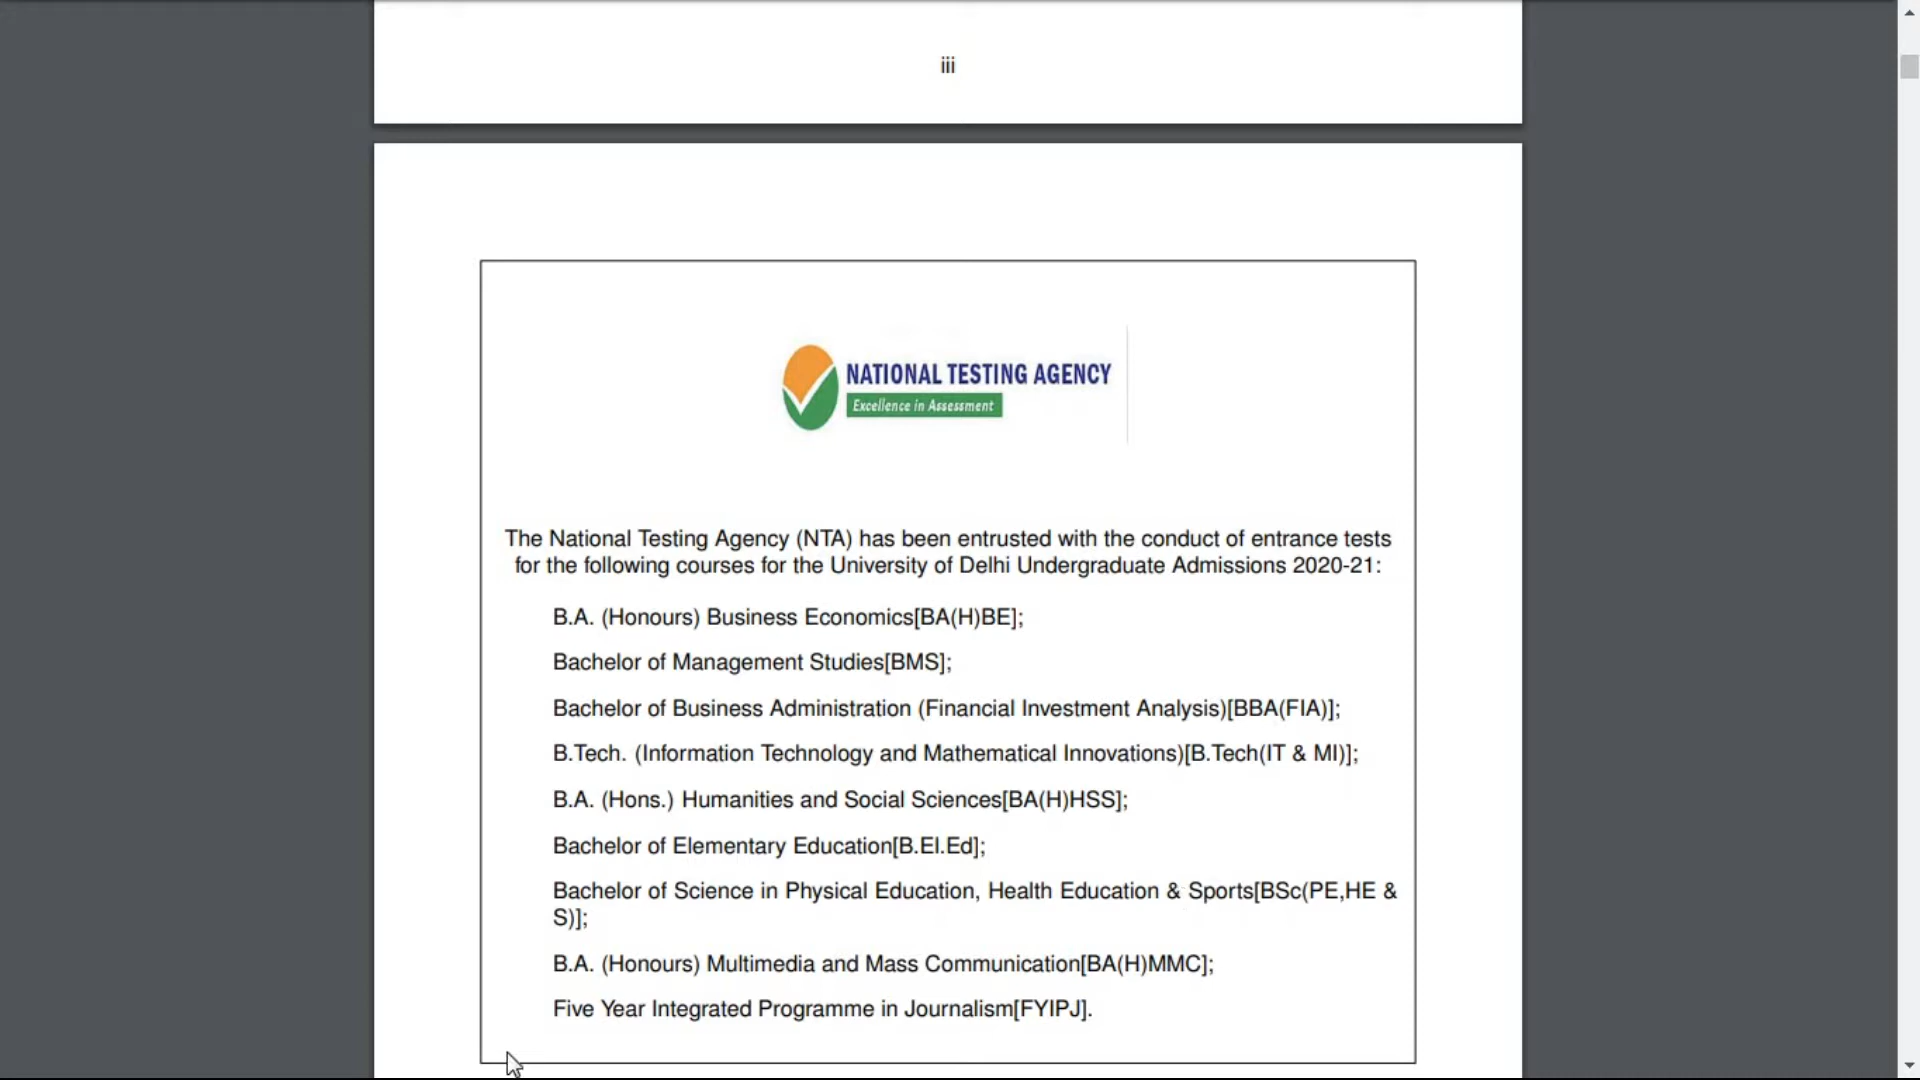 iii
NATIONAL TESTING AGENCY
Excellence in Assessment
The National Testing Agency (NTA) has been entrusted with the conduct of entrance tests
for the following courses for the University of Delhi Undergraduate Admissions 2020-21:
B.A. (Honours) Business Economics[BA(H)BE];
Bachelor of Management Studies[BMS];
Bachelor of Business Administration (Financial Investment Analysis)[BBA(FIA)];
B.Tech. (Information Technology and Mathematical Innovations)[B.Tech(IT & MI)];
B.A. (Hons.) Humanities and Social Sciences[BA(H)HSS];
Bachelor of Elementary Education[B.El.Ed];
Bachelor of Science in Physical Education, Health Education & Sports[BSc(PE,HE &
S)];
B.A. (Honours) Multimedia and Mass Communication[BA(H)MMC];
Five Year Integrated Programme in Journalism[FYIPJ].